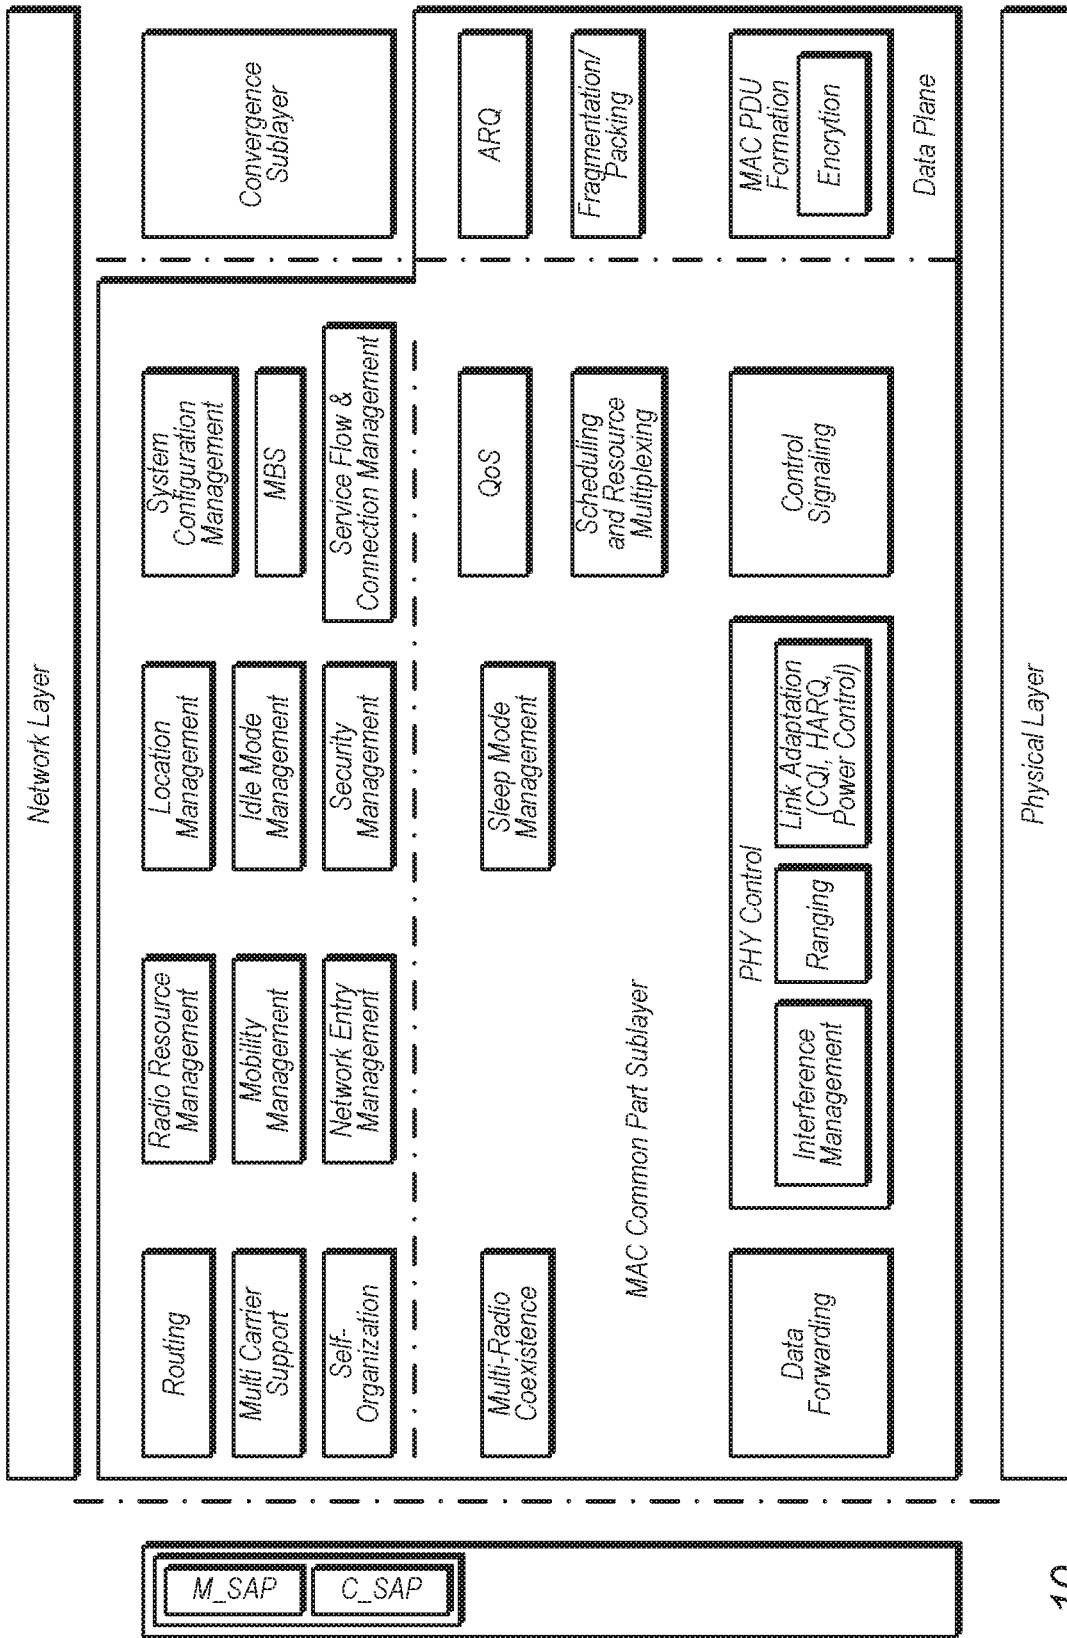 Network Layer
M_SAP
C_SAP
Routing
Multi Carrier
Support
Self-
Organization
Radio Resource
Management
Mobility
Management
Network Entry
Management
Location
Management
Idle Mode
Management
Security
Management
System
Configuration
Management
MBS
Service Flow &
Connection Management
Convergence
Sublayer
Multi-Radio
Coexistence
Sleep Mode
Management
QoS
ARQ
Scheduling
and Resource
Multiplexing
Fragmentation/
Packing
MAC Common Part Sublayer
Data
Forwarding
PHY Control
Interference
Management
Ranging
Link Adaptation
(CQI, HARQ,
Power Control)
Control
Signaling
MAC PDU
Formation
Encrytion
Data Plane
Physical Layer